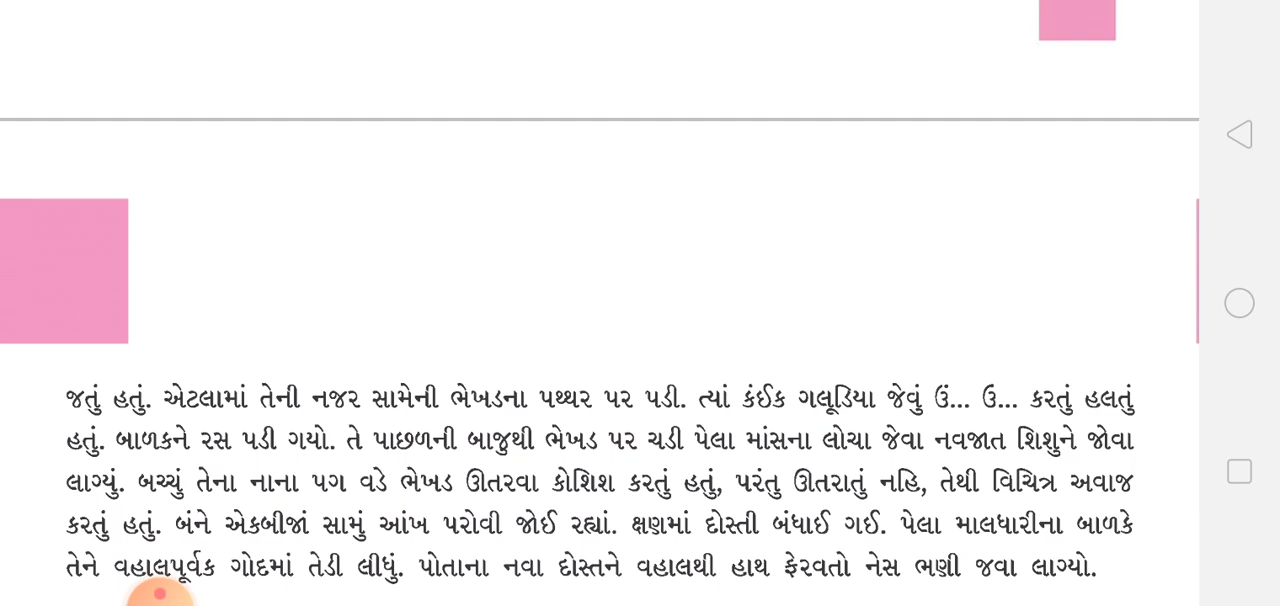 જતું હતું. એટલામાં તેની નજર સામેની ભેખડના પથ્થર પર પડી. ત્યાં કંઈક ગલૂડિયા જેવું ઉં... ઉ... કરતું હલતું
હતું. બાળકને રસ પડી ગયો. તે પાછળની બાજુથી ભેખડ પર ચડી પેલા માંસના લોચા જેવા નવજાત શિશુને જોવા
લાગ્યું. બચ્ચું તેના નાના પગ વડે ભેખડ ઊતરવા કોશિશ કરતું હતું, પરંતુ ઊતરાતું નહિ, તેથી વિચિત્ર અવાજ
કરતું હતું. બંને એકબીજાં સામું આંખ પરોવી જોઈ રહ્યાં. ક્ષણમાં દોસ્તી બંધાઈ ગઈ. પેલા માલધારીના બાળકે
તેને વહાલપૂર્વક ગોદમાં તેડી લીધું. પોતાના નવા દોસ્તને વહાલથી હાથ ફેરવતો નેસ ભણી જવા લાગ્યો.